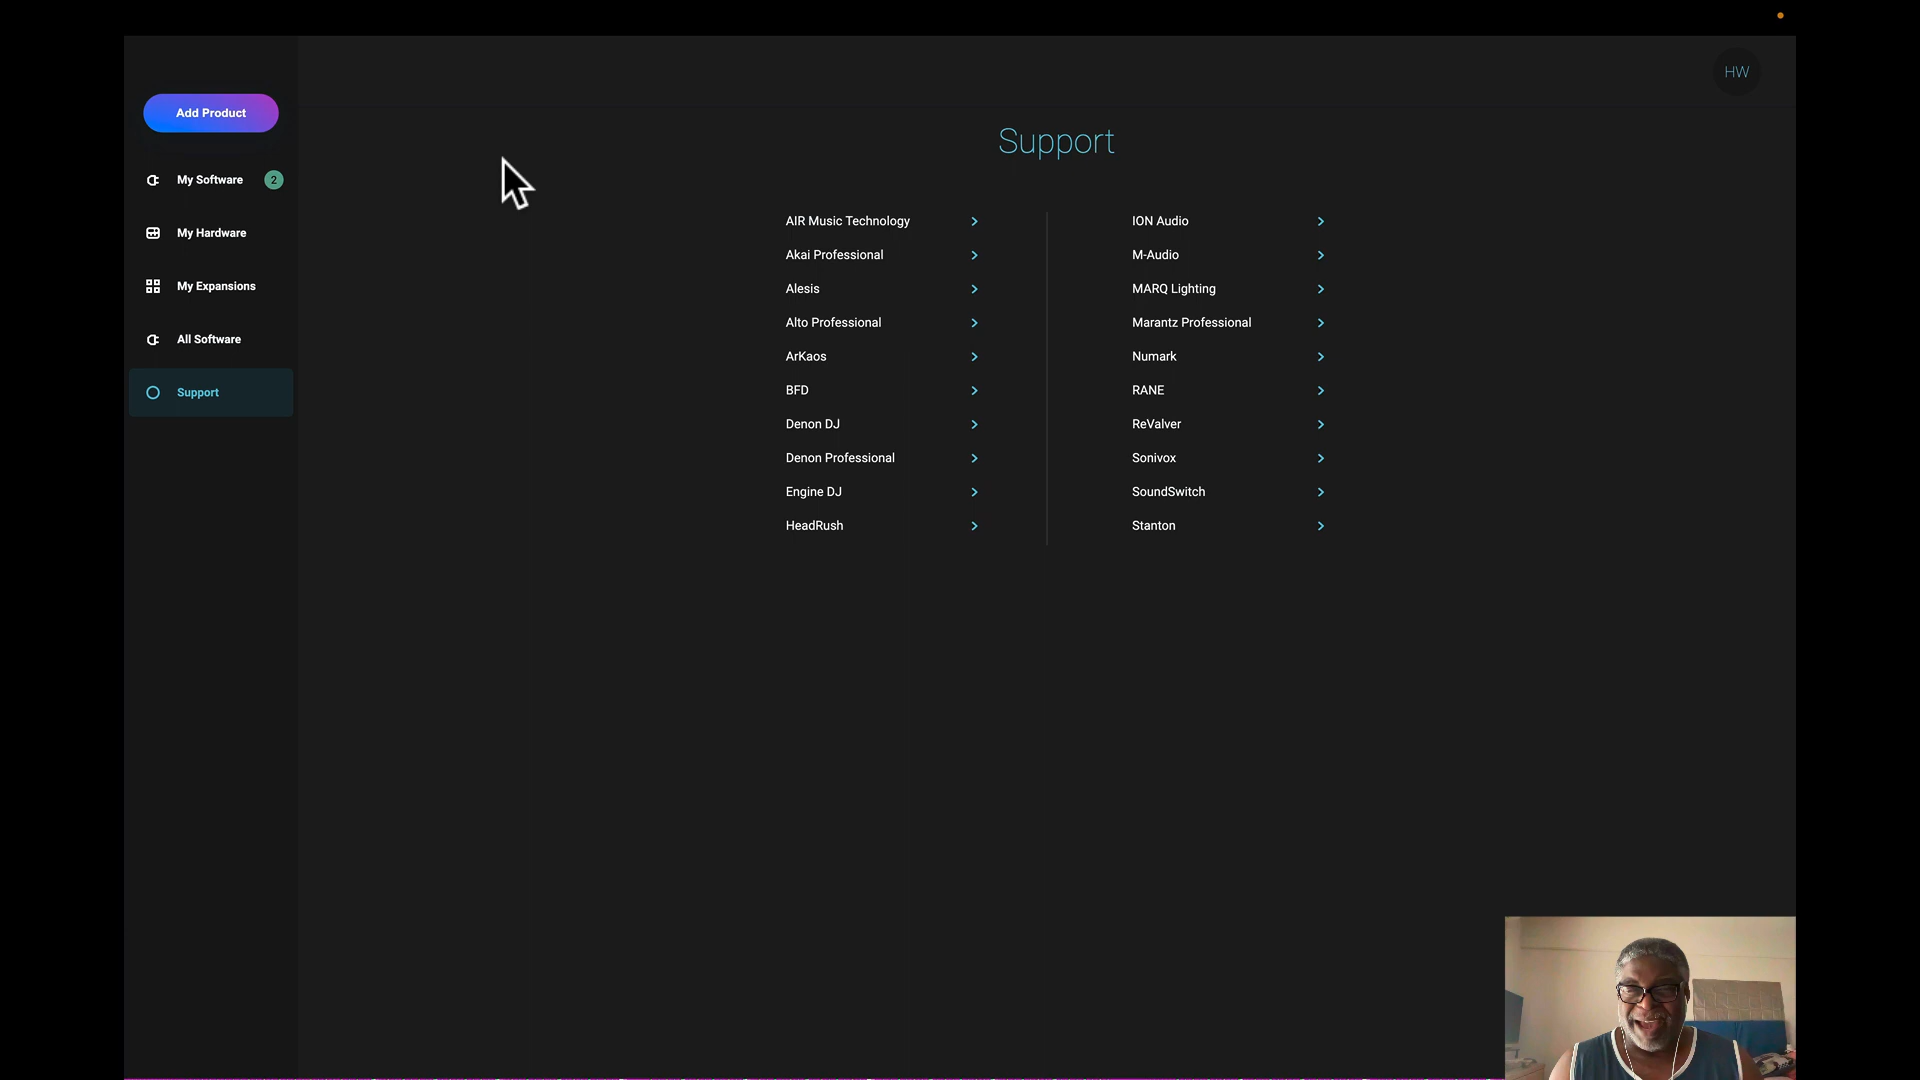 HW
Add Product
My Software 2
My Hardware
My Expansions
All Software
Support
Support
AIR Music Technology
Akai Professional
Alesis
Alto Professional
ArKaos
BFD
Denon DJ
Denon Professional
Engine DJ
HeadRush
ION Audio
M-Audio
MARQ Lighting
Marantz Professional
Numark
RANE
ReValver
Sonivox
SoundSwitch
Stanton